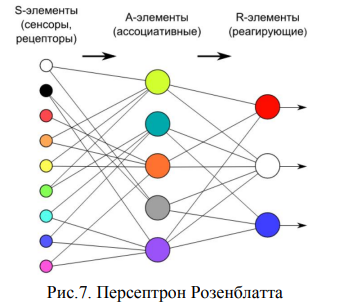 S-элементы
(сенсоры,
рецепторы)
A-элементы
(ассоциативные)
R-элементы
(реагирующие)
Рис.7. Персептрон Розенблатта